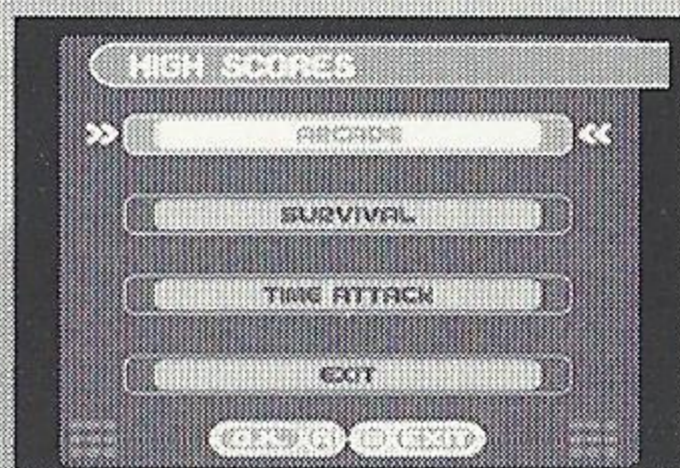 HIGH SCORES
ARCADE
SURVIVAL
TIME ATTACK
EXIT